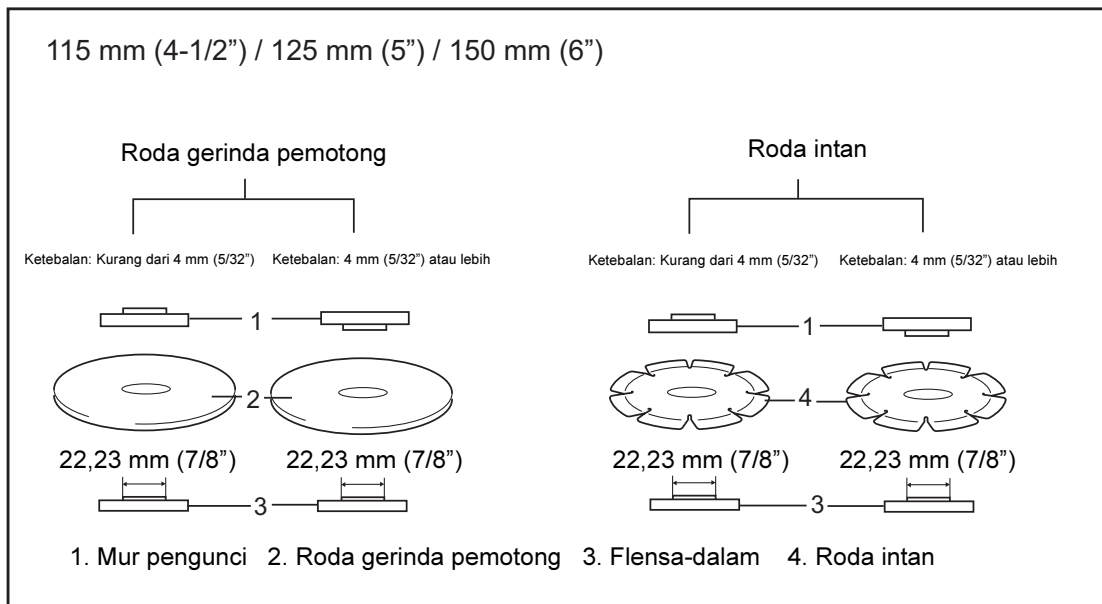 115 mm (4-1/2”) / 125 mm (5”) / 150 mm (6”)
Roda gerinda pemotong
Roda intan
Ketebalan: Kurang dari 4 mm (5/32”)
Ketebalan: 4 mm (5/32”) atau lebih
Ketebalan: Kurang dari 4 mm (5/32”)
Ketebalan: 4 mm (5/32”) atau lebih
1
1
2
4
22,23 mm (7/8”)
22,23 mm (7/8”)
22,23 mm (7/8”)
22,23 mm (7/8”)
3
3
1. Mur pengunci 2. Roda gerinda pemotong 3. Flensa-dalam 4. Roda intan